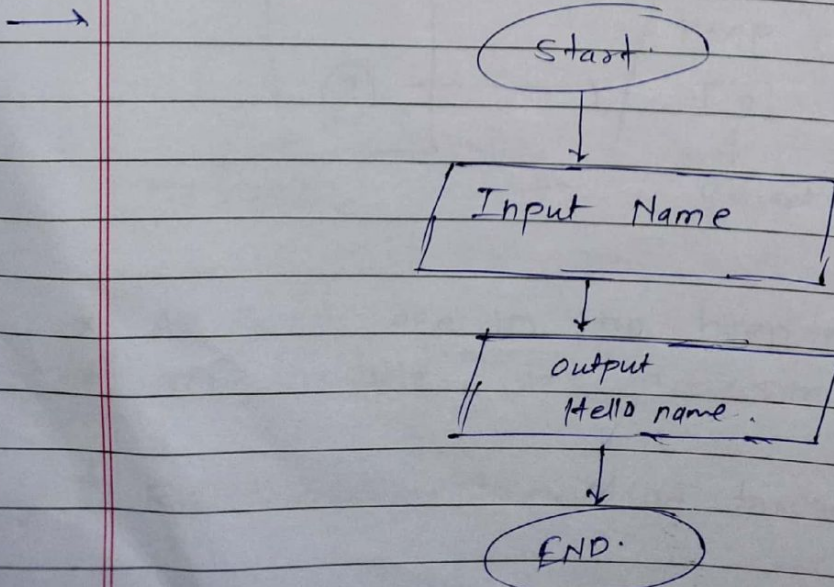 Start.
Input Name
output
Hello name.
END.